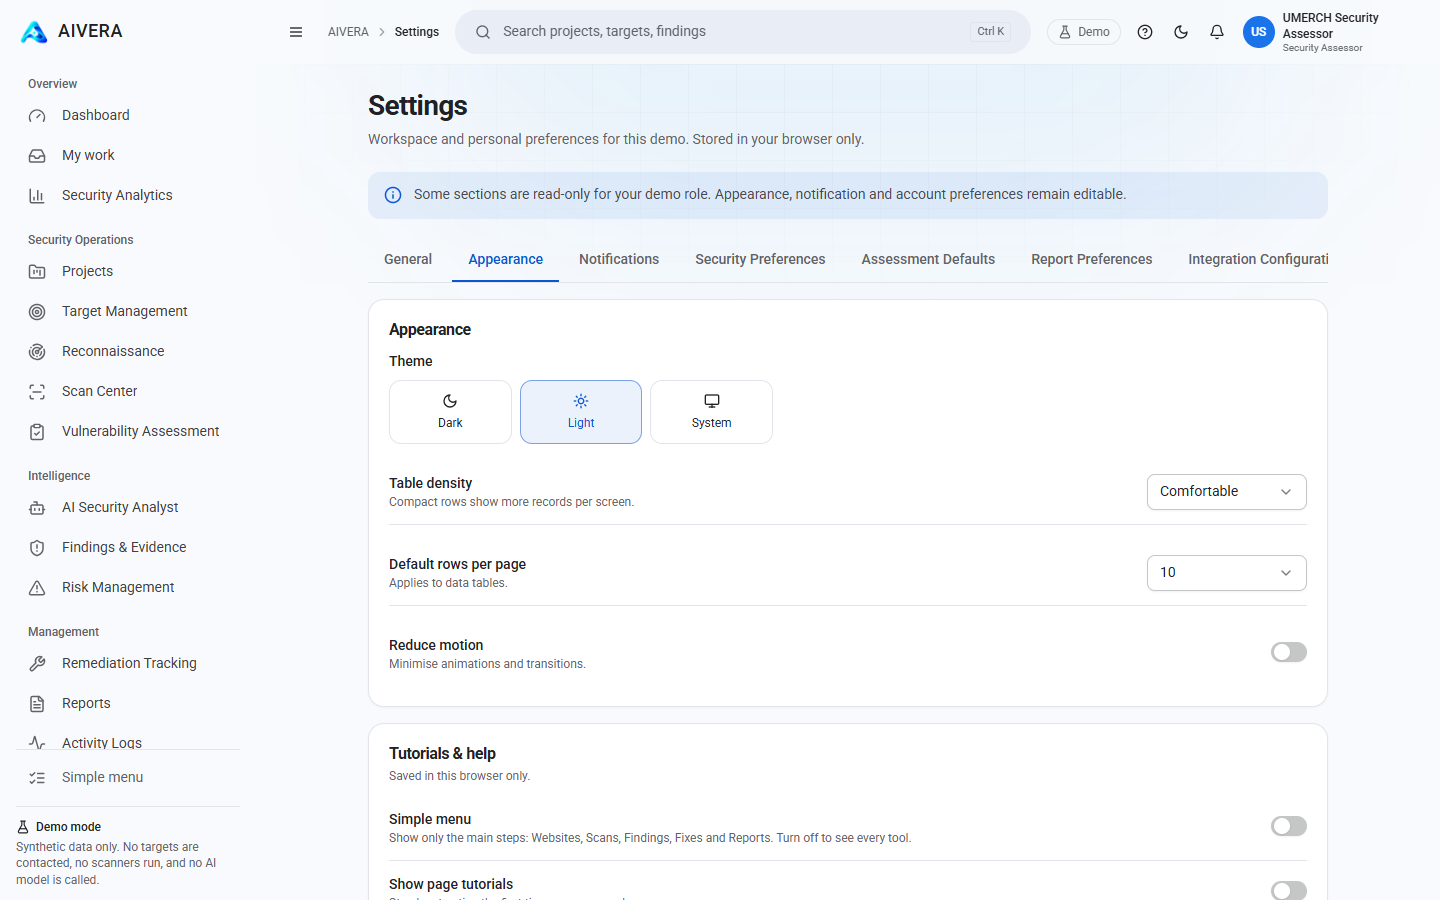 AIVERA
AIVERA > Settings
Search projects, targets, findings
Ctrl K
Demo
US
UMERCH Security
Assessor
Security Assessor
Overview
Dashboard
My work
Security Analytics
Security Operations
Projects
Target Management
Reconnaissance
Scan Center
Vulnerability Assessment
Intelligence
AI Security Analyst
Findings & Evidence
Risk Management
Management
Remediation Tracking
Reports
Activity Logs
Simple menu
Demo mode
Synthetic data only. No targets are
contacted, no scanners run, and no AI
model is called.
Settings
Workspace and personal preferences for this demo. Stored in your browser only.
Some sections are read-only for your demo role. Appearance, notification and account preferences remain editable.
General
Appearance
Notifications
Security Preferences
Assessment Defaults
Report Preferences
Integration Configurati
Appearance
Theme
Dark
Light
System
Table density
Compact rows show more records per screen.
Comfortable
Default rows per page
Applies to data tables.
10
Reduce motion
Minimise animations and transitions.
Tutorials & help
Saved in this browser only.
Simple menu
Show only the main steps: Websites, Scans, Findings, Fixes and Reports. Turn off to see every tool.
Show page tutorials